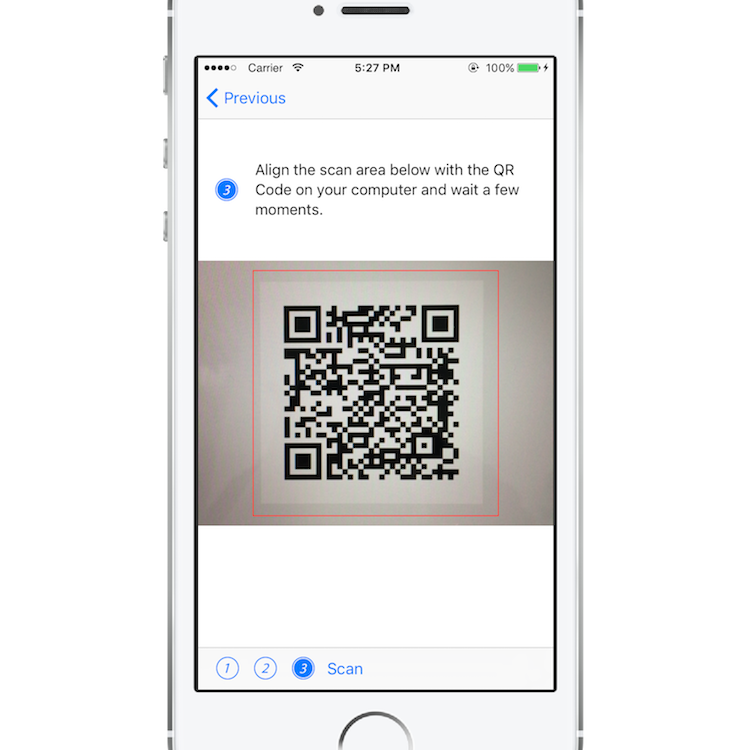 Carrier 5:27 PM 100%
Previous
3
Align the scan area below with the QR
Code on your computer and wait a few
moments.
1 2 3 Scan